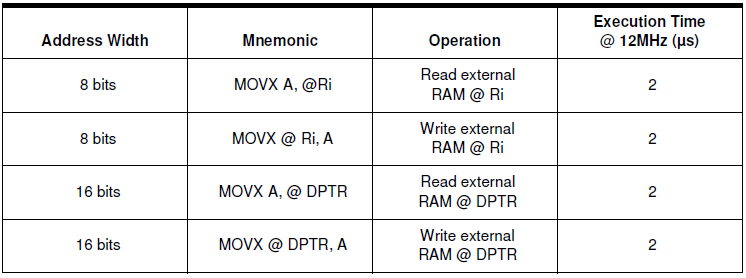 Address Width Mnemonic Operation Execution Time
@ 12MHz (µs)
8 bits MOVX A, @Ri Read external
RAM @ Ri 2
8 bits MOVX @ Ri, A Write external
RAM @ Ri 2
16 bits MOVX A, @ DPTR Read external
RAM @ DPTR 2
16 bits MOVX @ DPTR, A Write external
RAM @ DPTR 2